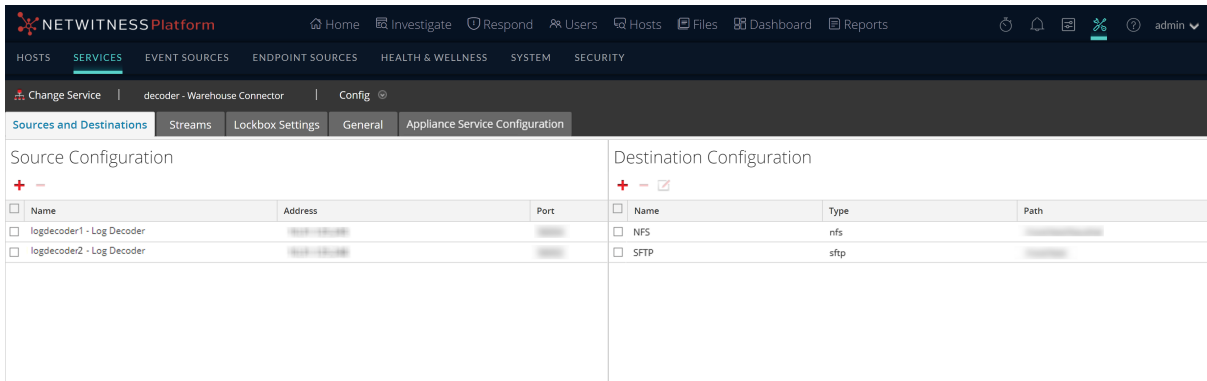 NETWITNESS Platform Home Investigate Respond Users Hosts Files Dashboard Reports admin
HOSTS SERVICES EVENT SOURCES ENDPOINT SOURCES HEALTH & WELLNESS SYSTEM SECURITY
Change Service | decoder - Warehouse Connector | Config
Sources and Destinations Streams Lockbox Settings General Appliance Service Configuration
Source Configuration
Name Address Port
logdecoder1 - Log Decoder
logdecoder2 - Log Decoder
Destination Configuration
Name Type Path
NFS nfs
SFTP sftp